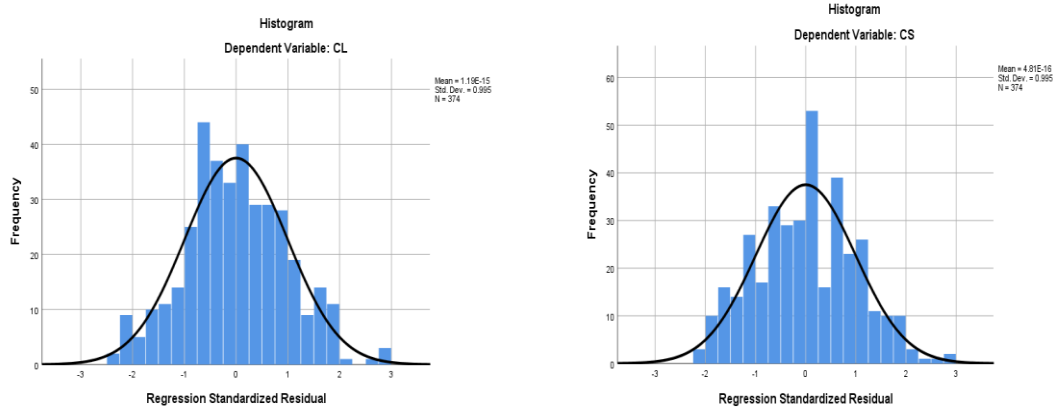 Histogram
Dependent Variable: CL
Mean = 1.19E-15
Std. Dev. = 0.995
N = 374
50
40
30
20
10
0
Frequency
-3 -2 -1 0 1 2 3
Regression Standardized Residual
Histogram
Dependent Variable: CS
Mean = 4.81E-16
Std. Dev. = 0.995
N = 374
60
50
40
30
20
10
0
Frequency
-3 -2 -1 0 1 2 3
Regression Standardized Residual